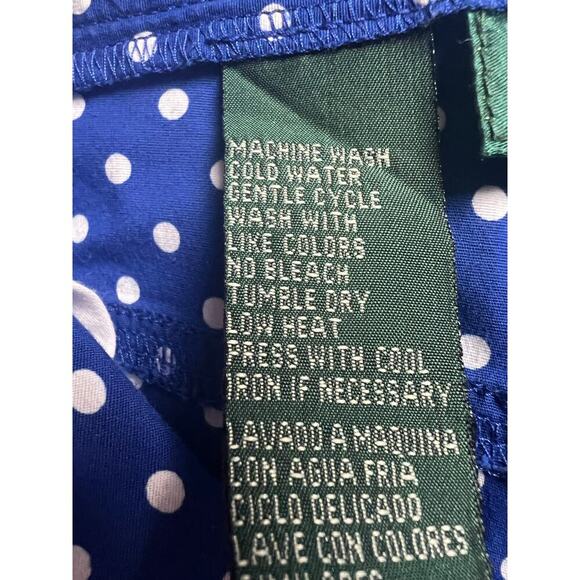 MACHINE WASH
COLD WATER
GENTLE CYCLE
WASH WITH
LIKE COLORS
NO BLEACH
TUMBLE DRY
LOW HEAT
PRESS WITH COOL
IRON IF NECESSARY
LAVADO A MAQUINA
CON AGUA FRIA
CICLO DELICADO
LAVE CON COLORES